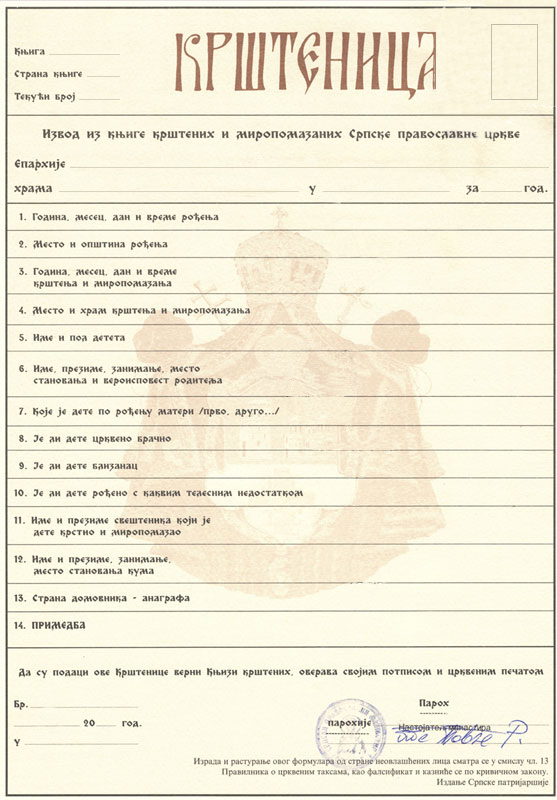 КРШТЕНИЦА
Књига
Страна књиге
Текући број
Извод из књиге крштених и миропомазаних Српске православне цркве
Епархије
храма у за год.
1. Година, месец, дан и време рођења
2. Место и општина рођења
3. Година, месец, дан и време
крштења и миропомазања
4. Место и храм крштења и миропомазања
5. Име и пол детета
6. Име, презиме, занимање, место
становања и вероисповест родитеља
7. Које је дете по рођењу матери /прво, друго.../
8. Је ли дете црквено брачно
9. Је ли дете близанац
10. Је ли дете рођено с каквим телесним недостатком
11. Име и презиме свештеника који је
дете крстио и миропомазао
12. Име и презиме, занимање,
место становања кума
13. Страна домовника - анаграфа
14. ПРИМЕДБА
Да су подаци ове Крштенице верни Књизи крштених, оверава својим потписом и црквеним печатом
Бр.
Парох
20 год.
парохије
Настојатељ манастира
У
Израда и растурање овог формулара од стране неовлашћених лица сматра се у смислу чл. 13
Правилника о црквеним таксама, као фалсификат и казниће се по кривичном закону.
Издање Српске патријаршије